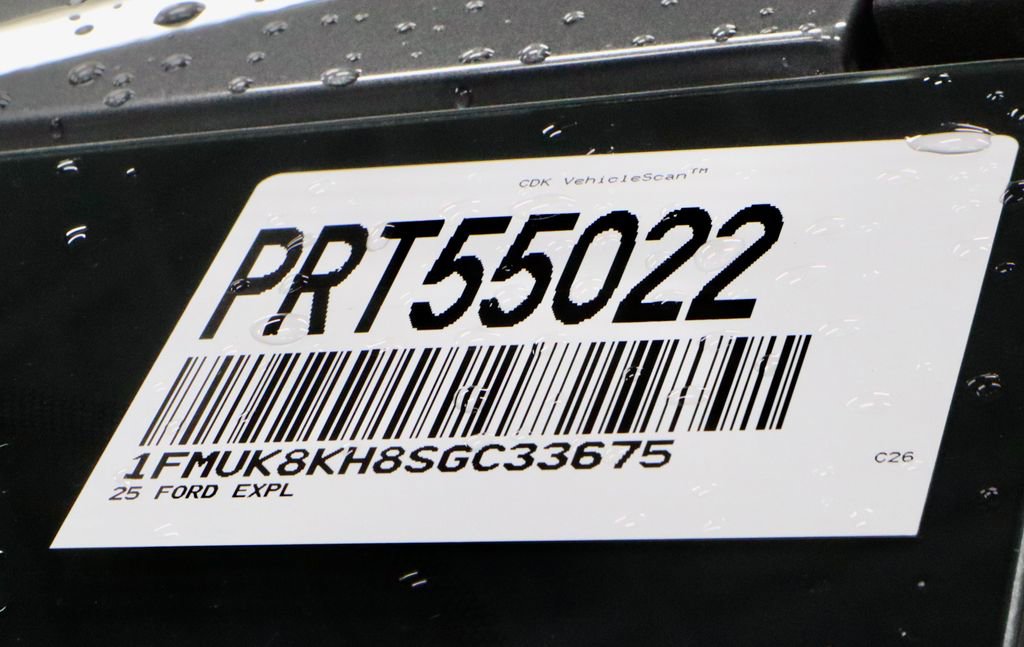 CDK VehicleScan™
PRT55022
1FMUK8KH8SGC33675
25 FORD EXPL
C26